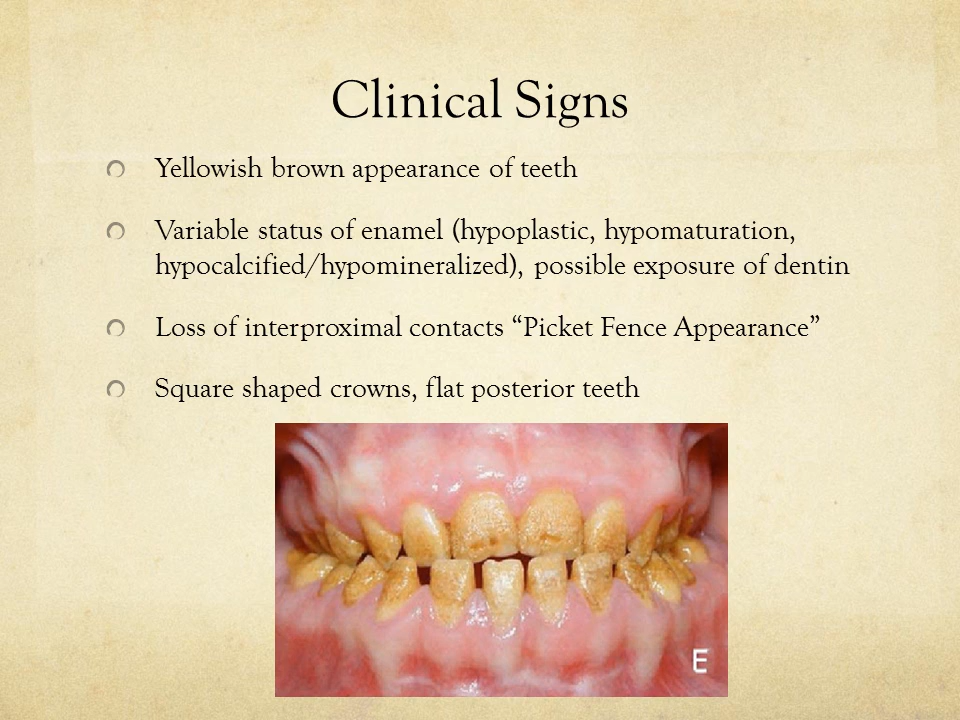 Clinical Signs
Yellowish brown appearance of teeth
Variable status of enamel (hypoplastic, hypomaturation,
hypocalcified/hypomineralized), possible exposure of dentin
Loss of interproximal contacts “Picket Fence Appearance”
Square shaped crowns, flat posterior teeth
E